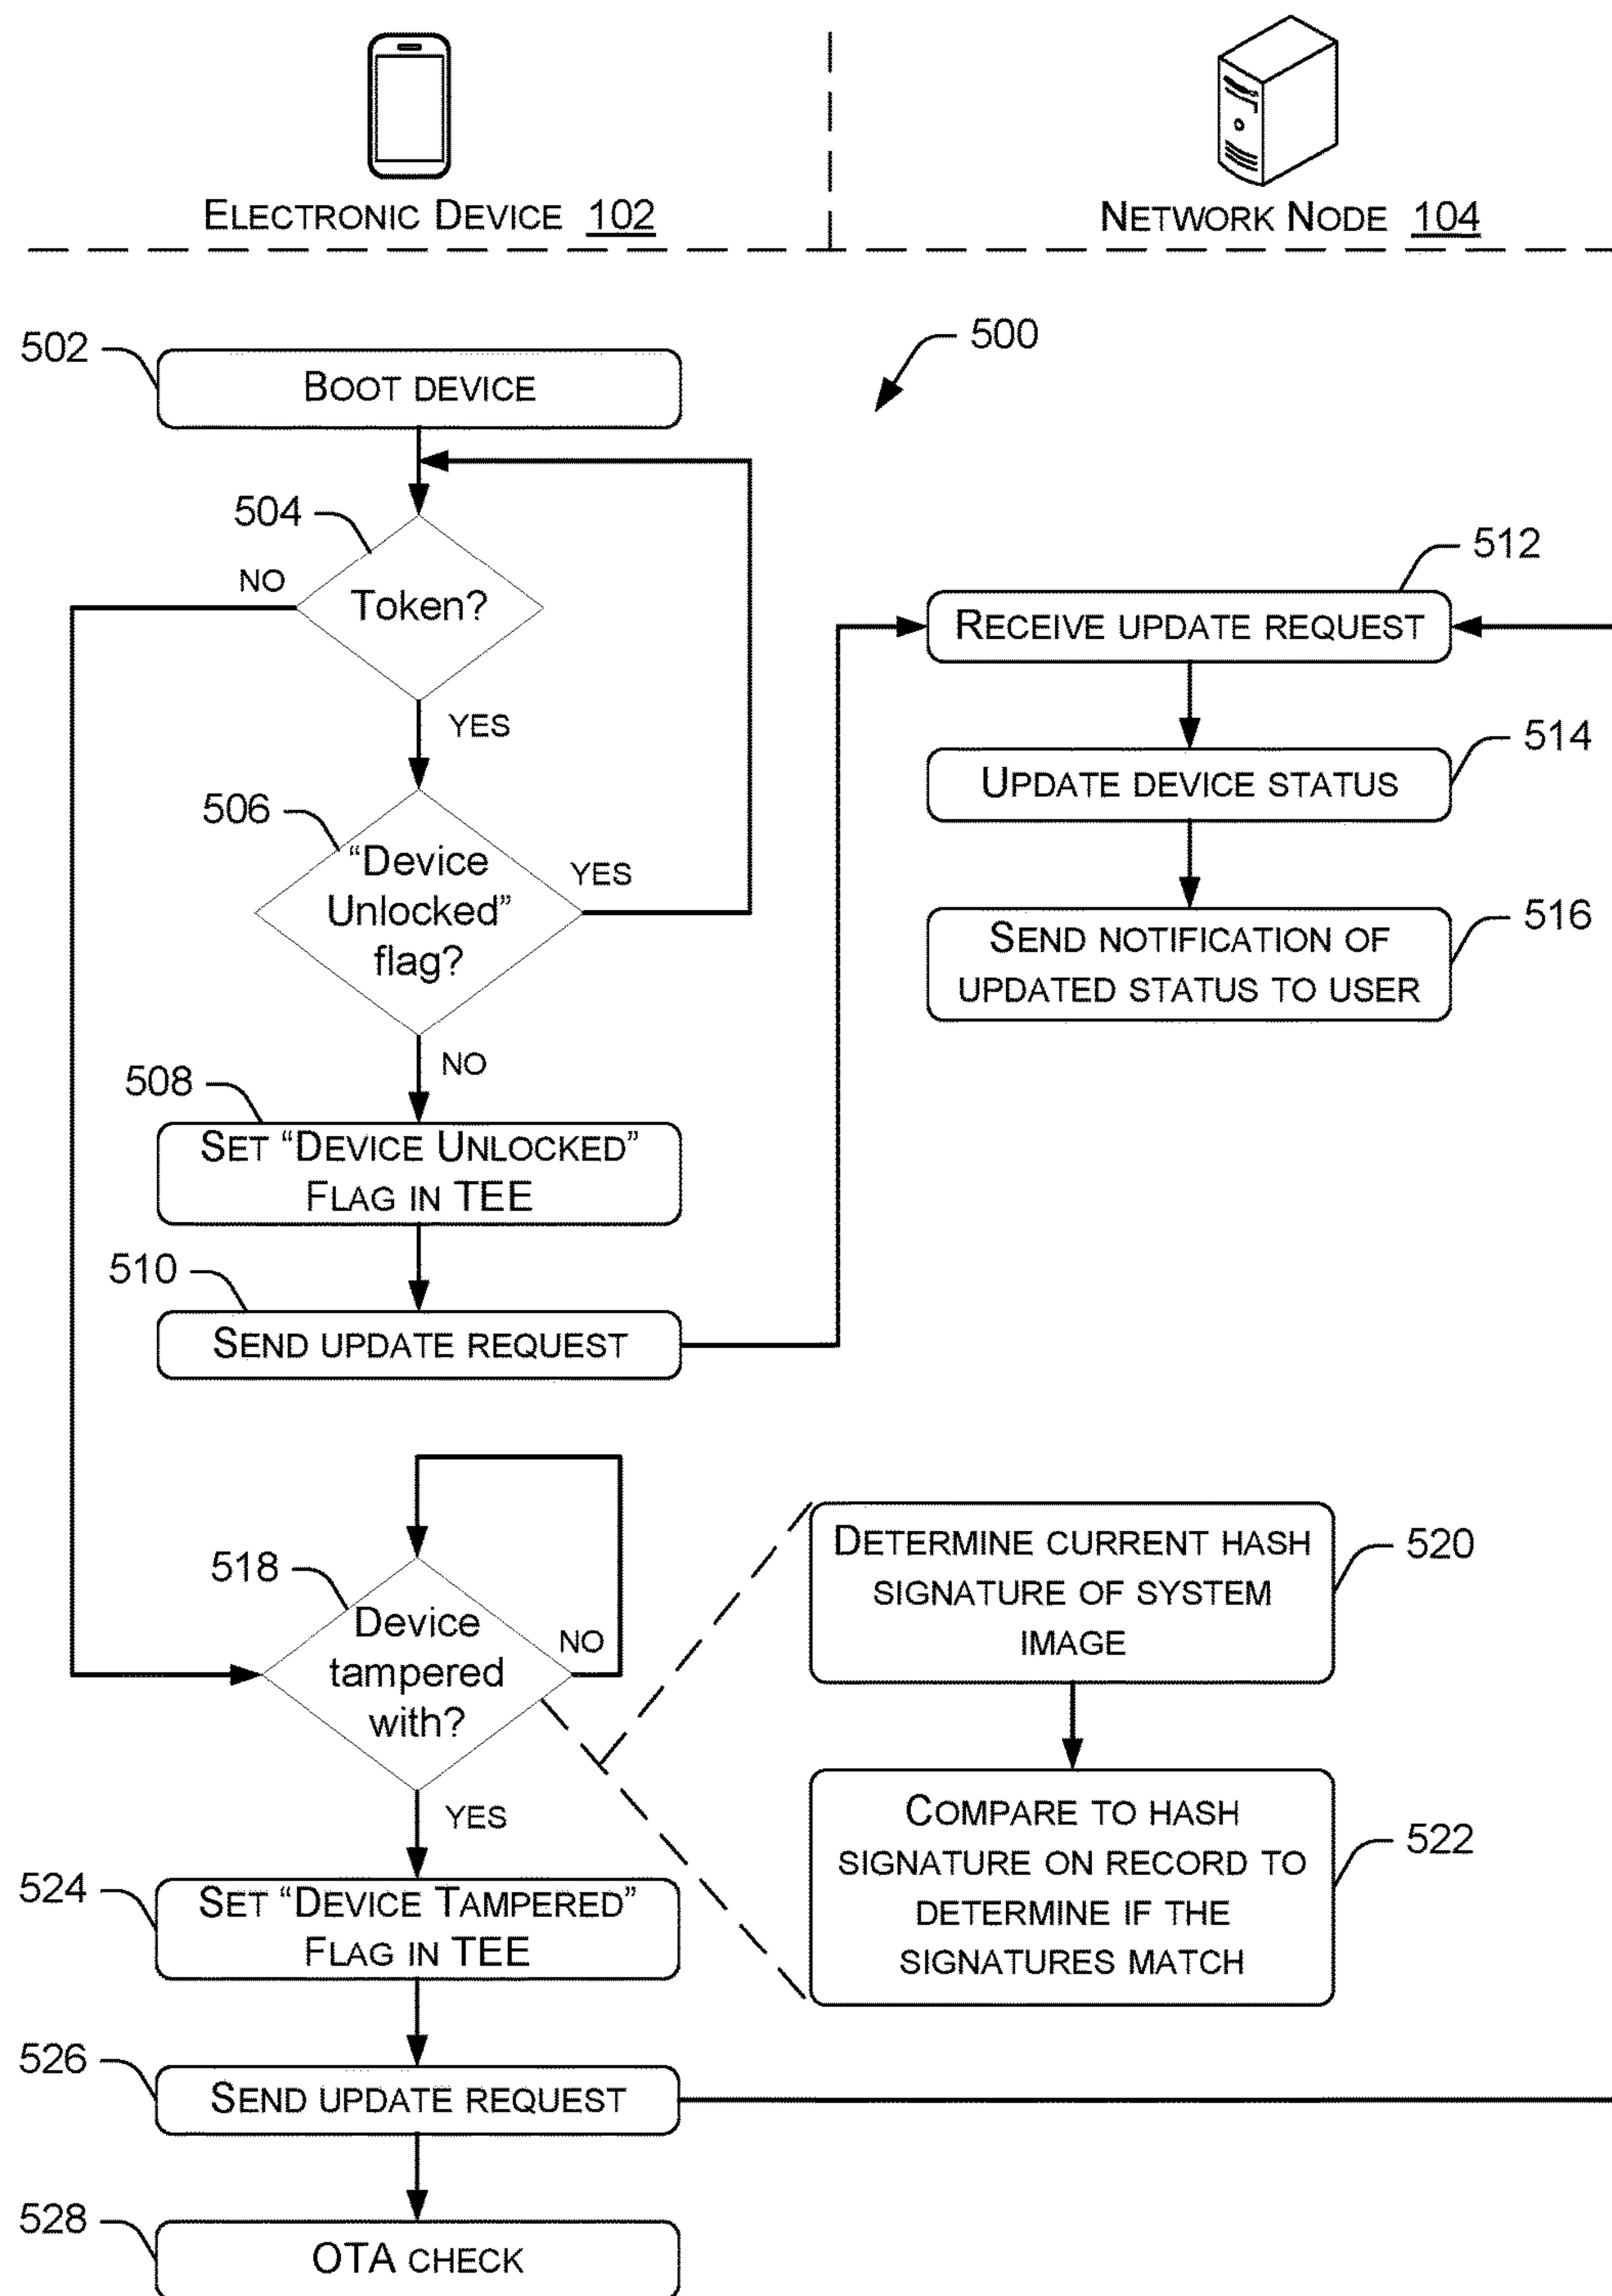 ELECTRONIC DEVICE 102
NETWORK NODE 104
500
502
BOOT DEVICE
504
NO
Token?
YES
506
“Device
Unlocked”
flag?
YES
NO
508
SET “DEVICE UNLOCKED”
FLAG IN TEE
510
SEND UPDATE REQUEST
512
RECEIVE UPDATE REQUEST
514
UPDATE DEVICE STATUS
516
SEND NOTIFICATION OF
UPDATED STATUS TO USER
518
Device
tampered
with?
NO
YES
520
DETERMINE CURRENT HASH
SIGNATURE OF SYSTEM
IMAGE
522
COMPARE TO HASH
SIGNATURE ON RECORD TO
DETERMINE IF THE
SIGNATURES MATCH
524
SET “DEVICE TAMPERED”
FLAG IN TEE
526
SEND UPDATE REQUEST
528
OTA CHECK